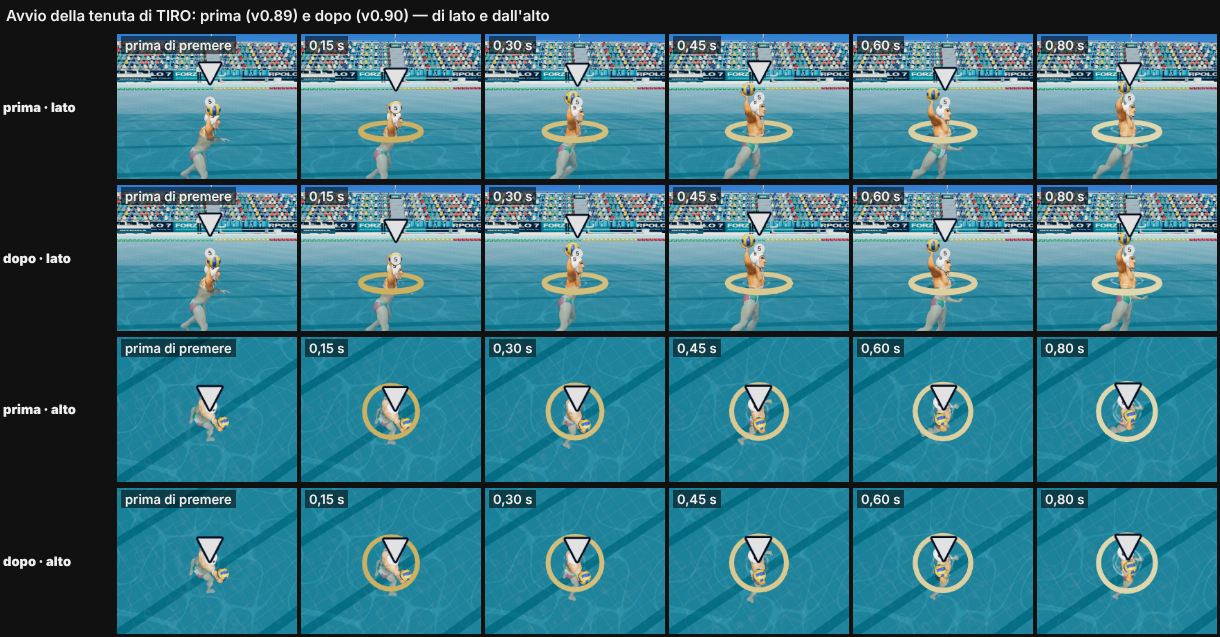 Avvio della tenuta di TIRO: prima (v0.89) e dopo (v0.90) — di lato e dall'alto
prima · lato
prima di premere
0,15 s
0,30 s
0,45 s
0,60 s
0,80 s
dopo · lato
prima di premere
0,15 s
0,30 s
0,45 s
0,60 s
0,80 s
prima · alto
prima di premere
0,15 s
0,30 s
0,45 s
0,60 s
0,80 s
dopo · alto
prima di premere
0,15 s
0,30 s
0,45 s
0,60 s
0,80 s